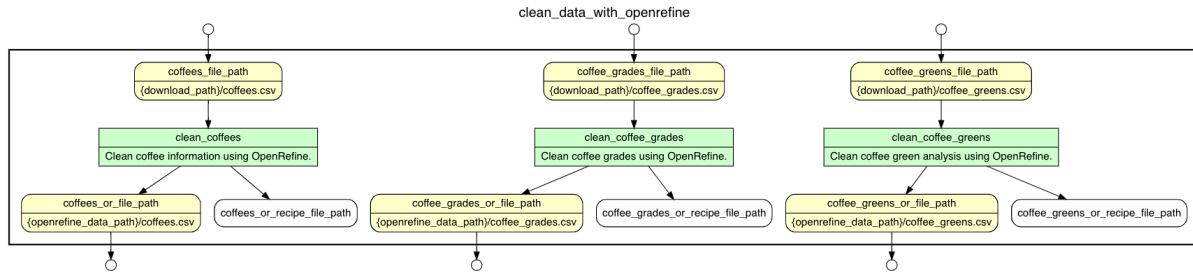 clean_data_with_openrefine
coffees_file_path
{download_path}/coffees.csv
coffee_grades_file_path
{download_path}/coffee_grades.csv
coffee_greens_file_path
{download_path}/coffee_greens.csv
clean_coffees
Clean coffee information using OpenRefine.
clean_coffee_grades
Clean coffee grades using OpenRefine.
clean_coffee_greens
Clean coffee green analysis using OpenRefine.
coffees_or_file_path
{openrefine_data_path}/coffees.csv
coffees_or_recipe_file_path
coffee_grades_or_file_path
{openrefine_data_path}/coffee_grades.csv
coffee_grades_or_recipe_file_path
coffee_greens_or_file_path
{openrefine_data_path}/coffee_greens.csv
coffee_greens_or_recipe_file_path